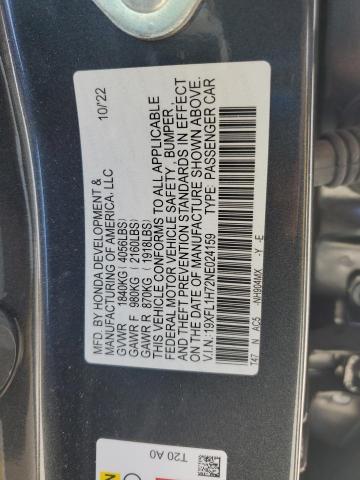 MFD.BY HONDA DEVELOPMENT &
MANUFACTURING OF AMERICA, LLC 10/22
GVWR 1840KG (4056LBS)
GAWR F 980KG (2160LBS)
GAWR R 870KG (1918LBS)
THIS VEHICLE CONFORMS TO ALL APPLICABLE
FEDERAL MOTOR VEHICLE SAFETY, BUMPER,
AND THEFT PREVENTION STANDARDS IN EFFECT
ON THE DATE OF MANUFACTURE SHOWN ABOVE.
V.I.N.:19XFL1H72NE024159 TYPE: PASSENGER CAR
T47 N AC5 -NH904MX -Y -E
T20 A0